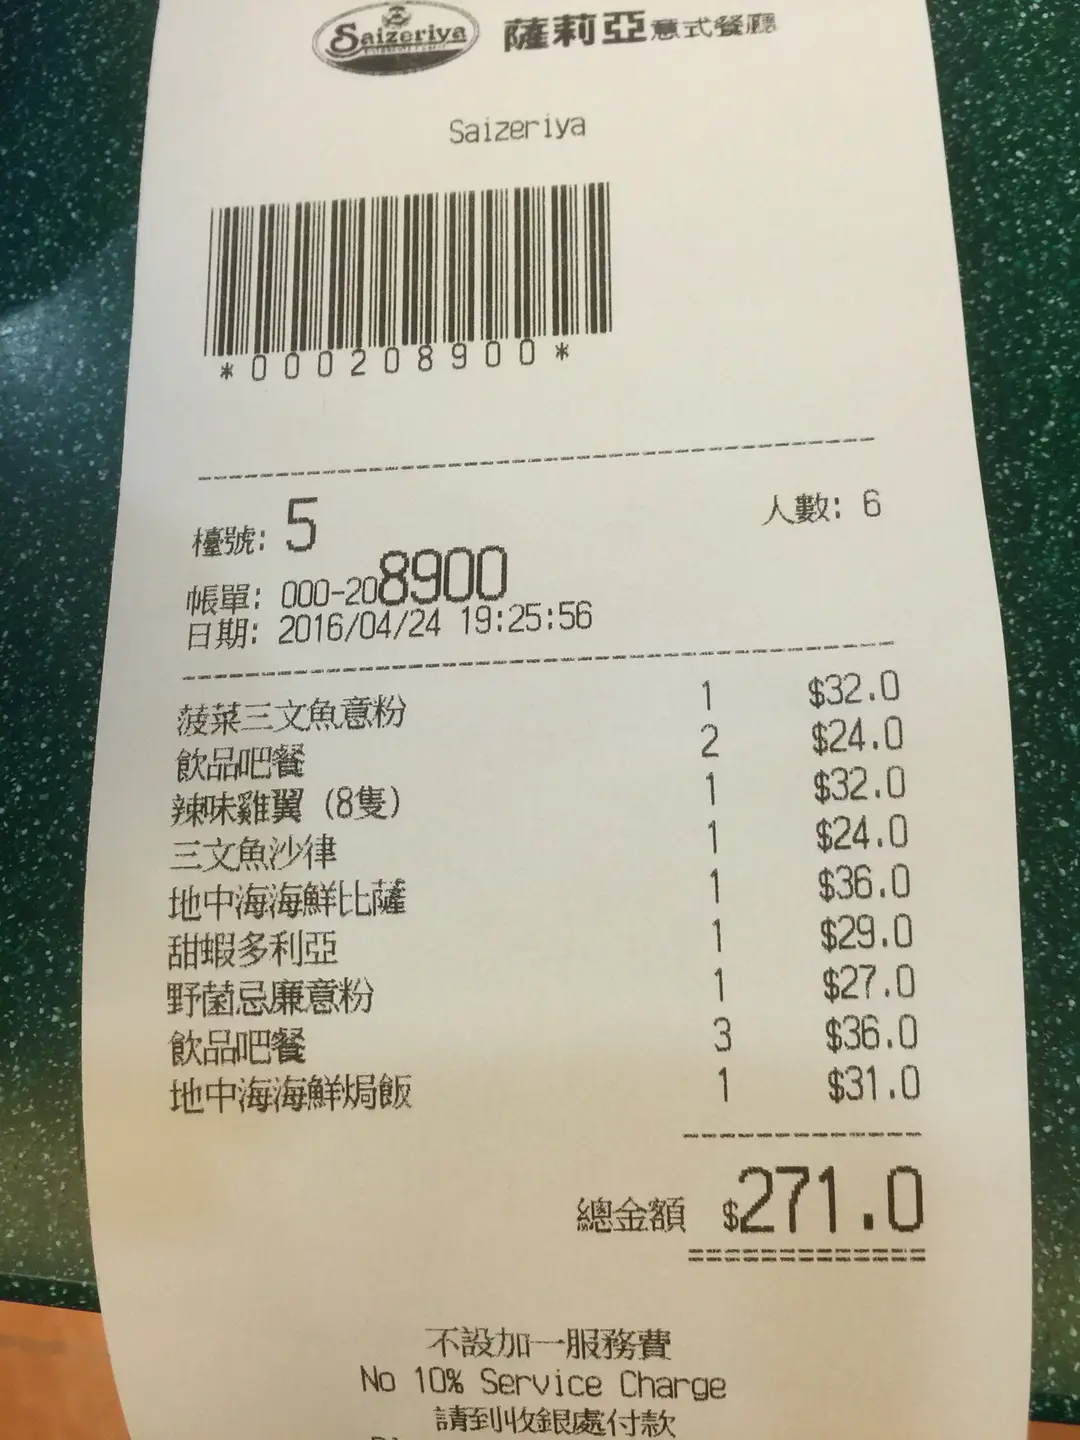 Saizeriya 薩莉亞意式餐廳
Saizeriya
*000208900*
檯號: 5 人數: 6
帳單: 000-208900
日期: 2016/04/24 19:25:56
菠菜三文魚意粉 1 $32.0
飲品吧餐 2 $24.0
辣味雞翼 (8隻) 1 $32.0
三文魚沙律 1 $24.0
地中海海鮮比薩 1 $36.0
甜蝦多利亞 1 $29.0
野菌忌廉意粉 1 $27.0
飲品吧餐 3 $36.0
地中海海鮮焗飯 1 $31.0
總金額 $271.0
不設加一服務費
No 10% Service Charge
請到收銀處付款